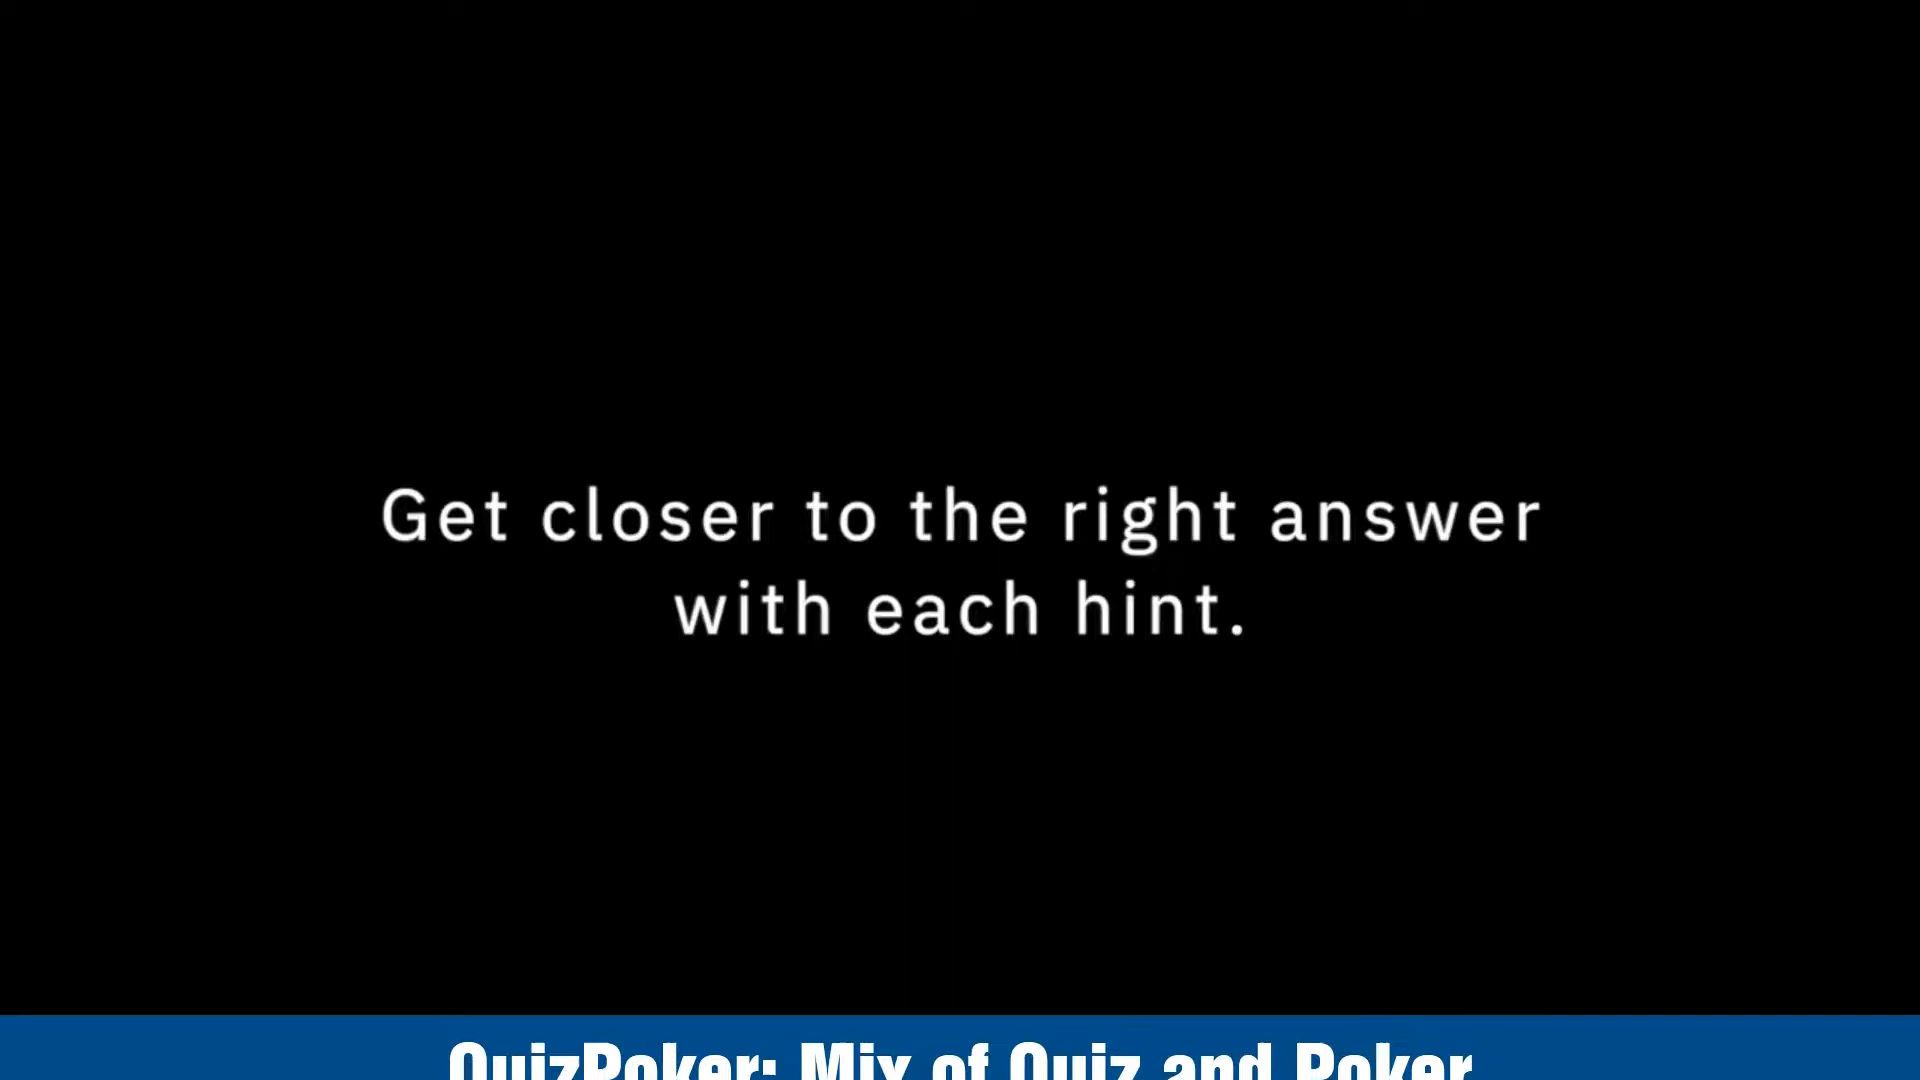 Get closer to the right answer
with each hint.
QuizPoker: Mix of Quiz and Poker